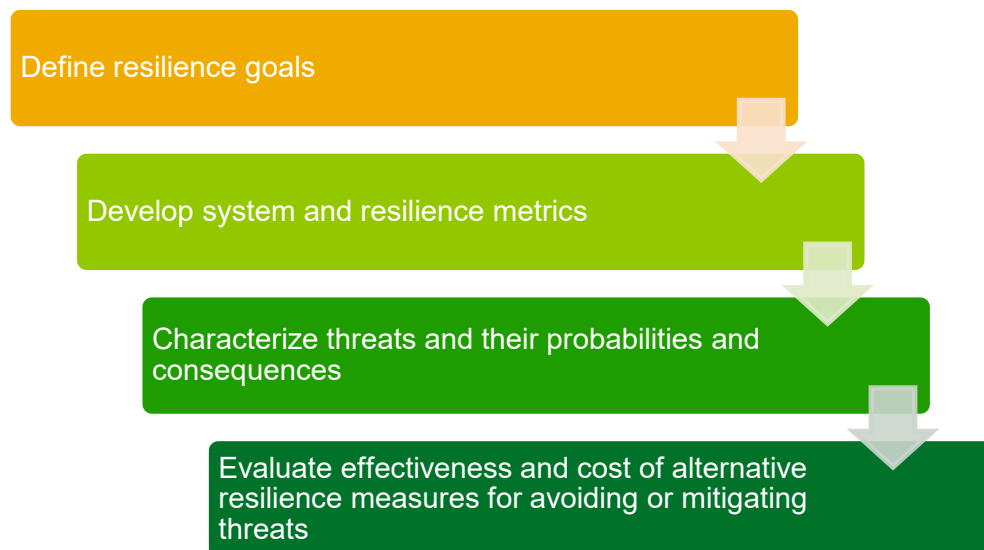 Define resilience goals
Develop system and resilience metrics
Characterize threats and their probabilities and
consequences
Evaluate effectiveness and cost of alternative
resilience measures for avoiding or mitigating
threats